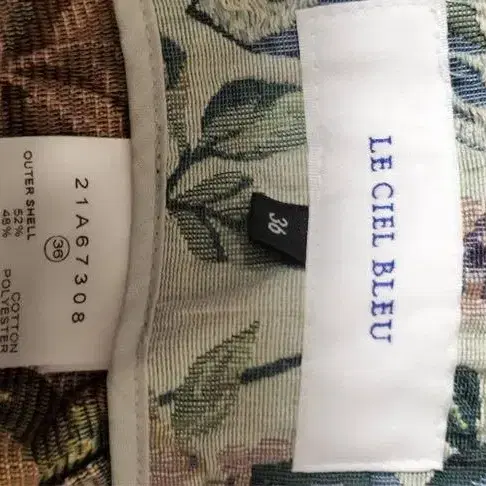 LE CIEL BLEU
36
21A67308
36
OUTER SHELL
52% COTTON
48% POLYESTER